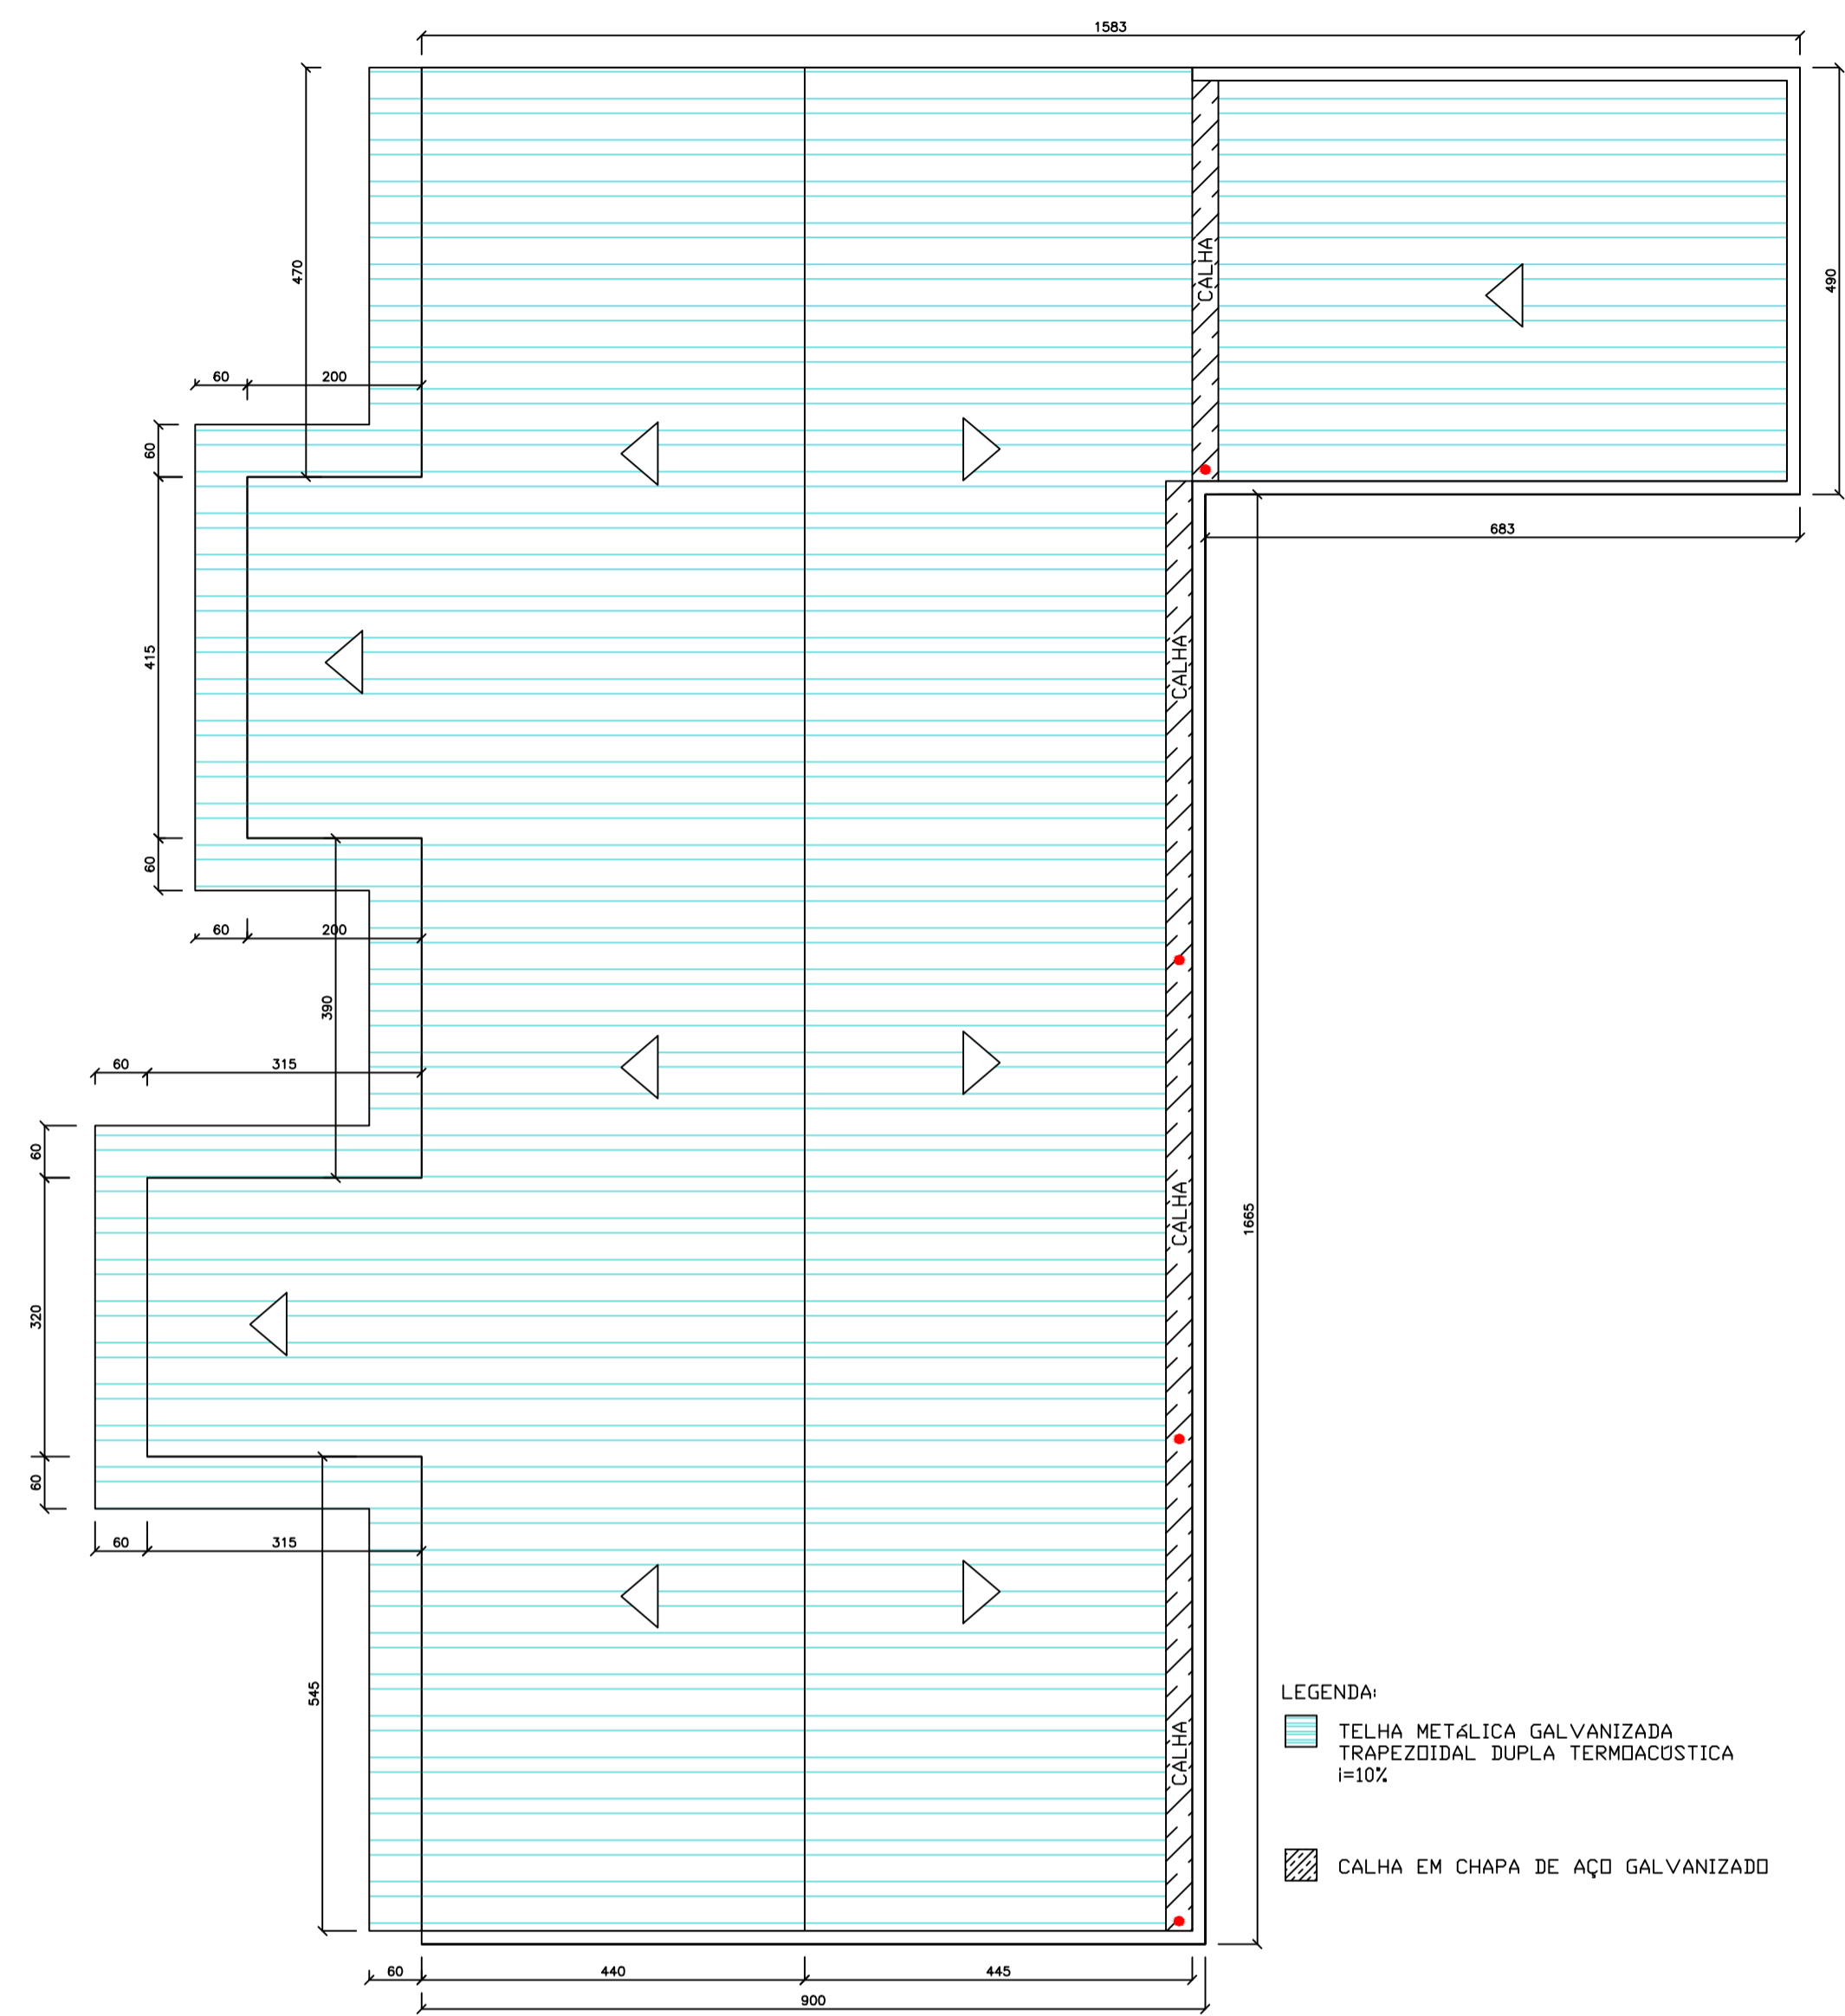 1583
470
490
60
200
60
CALHA
683
415
CALHA
60
60
200
390
60
315
60
CALHA
1665
320
60
60
315
545
CALHA
LEGENDA:
TELHA METÁLICA GALVANIZADA
TRAPEZOIDAL DUPLA TERMOACÚSTICA
i=10%
CALHA EM CHAPA DE AÇO GALVANIZADO
60
440
445
900